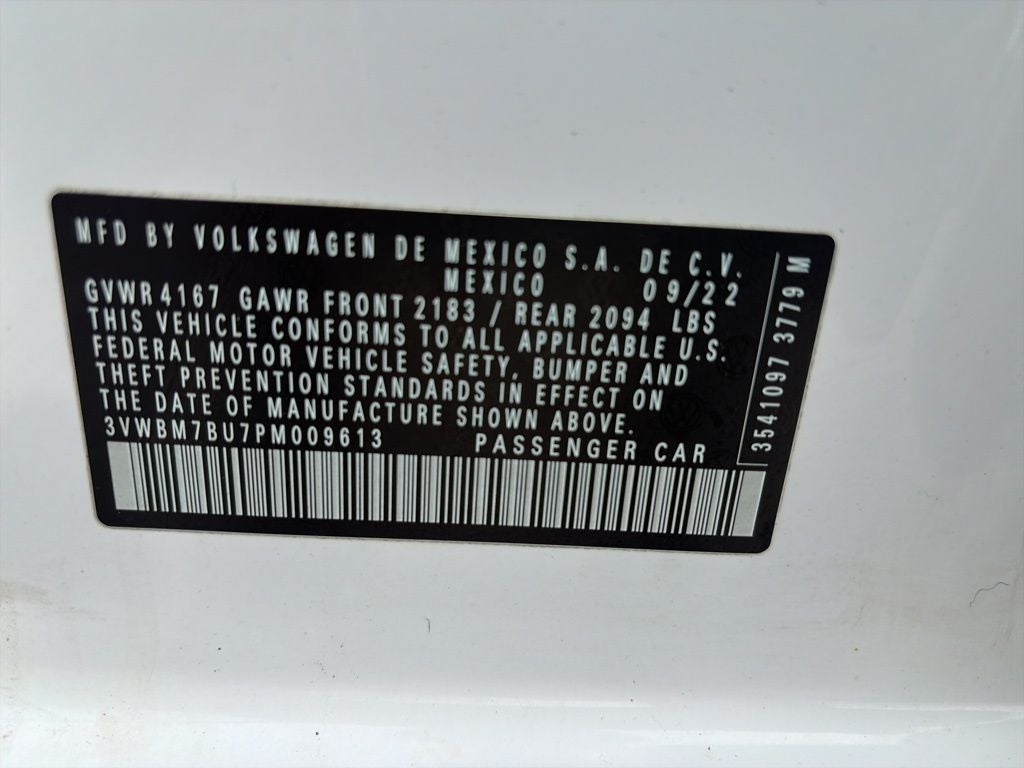 MFD BY VOLKSWAGEN DE MEXICO S.A. DE C.V.
MEXICO 09/22
GVWR 4167 GAWR FRONT 2183 / REAR 2094 LBS
THIS VEHICLE CONFORMS TO ALL APPLICABLE U.S.
FEDERAL MOTOR VEHICLE SAFETY, BUMPER AND
THEFT PREVENTION STANDARDS IN EFFECT ON
THE DATE OF MANUFACTURE SHOWN ABOVE.
3VWBM7BU7PM009613 PASSENGER CAR
3541097 3779 M